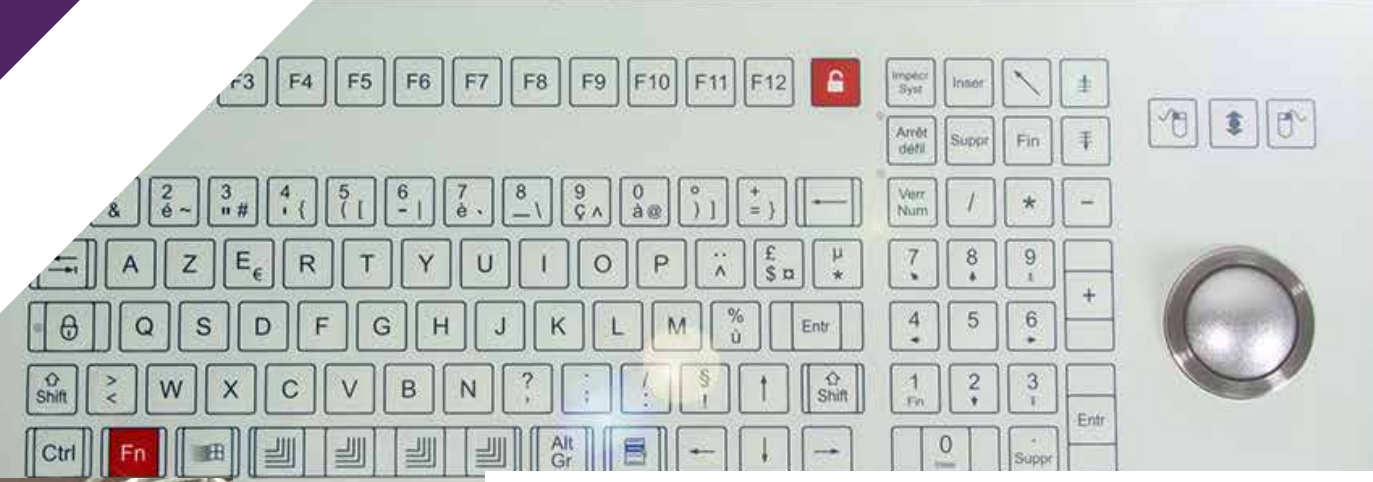 F3 F4 F5 F6 F7 F8 F9 F10 F11 F12 Impécr Syst Inser
Arrêt défil Suppr Fin
& 2 é ~ 3 " # 4 ' { 5 ( [ 6 - | 7 è ` 8 _ \ 9 ç ^ 0 à @ ° ) ] + = } Verr Num / * -
A Z E € R T Y U I O P ¨ ^ £ $ ¤ µ * 7 8 9 +
Q S D F G H J K L M % ù Entr 4 5 6
Shift > < W X C V B N ? , . ; / : § ! Shift 1 Fin 2 3 Entr
Ctrl Fn Alt Gr 0 . Suppr